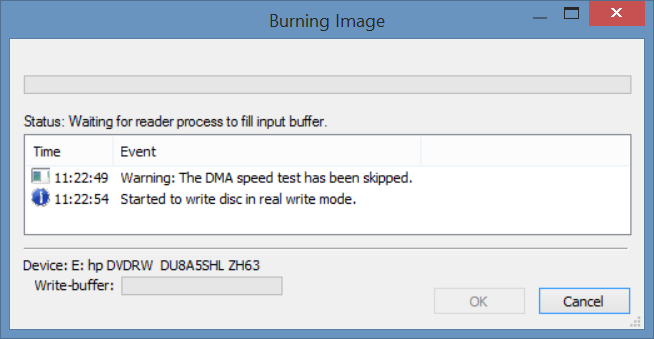 Burning Image
Status: Waiting for reader process to fill input buffer.
Time Event
11:22:49 Warning: The DMA speed test has been skipped.
11:22:54 Started to write disc in real write mode.
Device: E: hp DVDRW  DU8A5SHL ZH63
Write-buffer:
OK Cancel